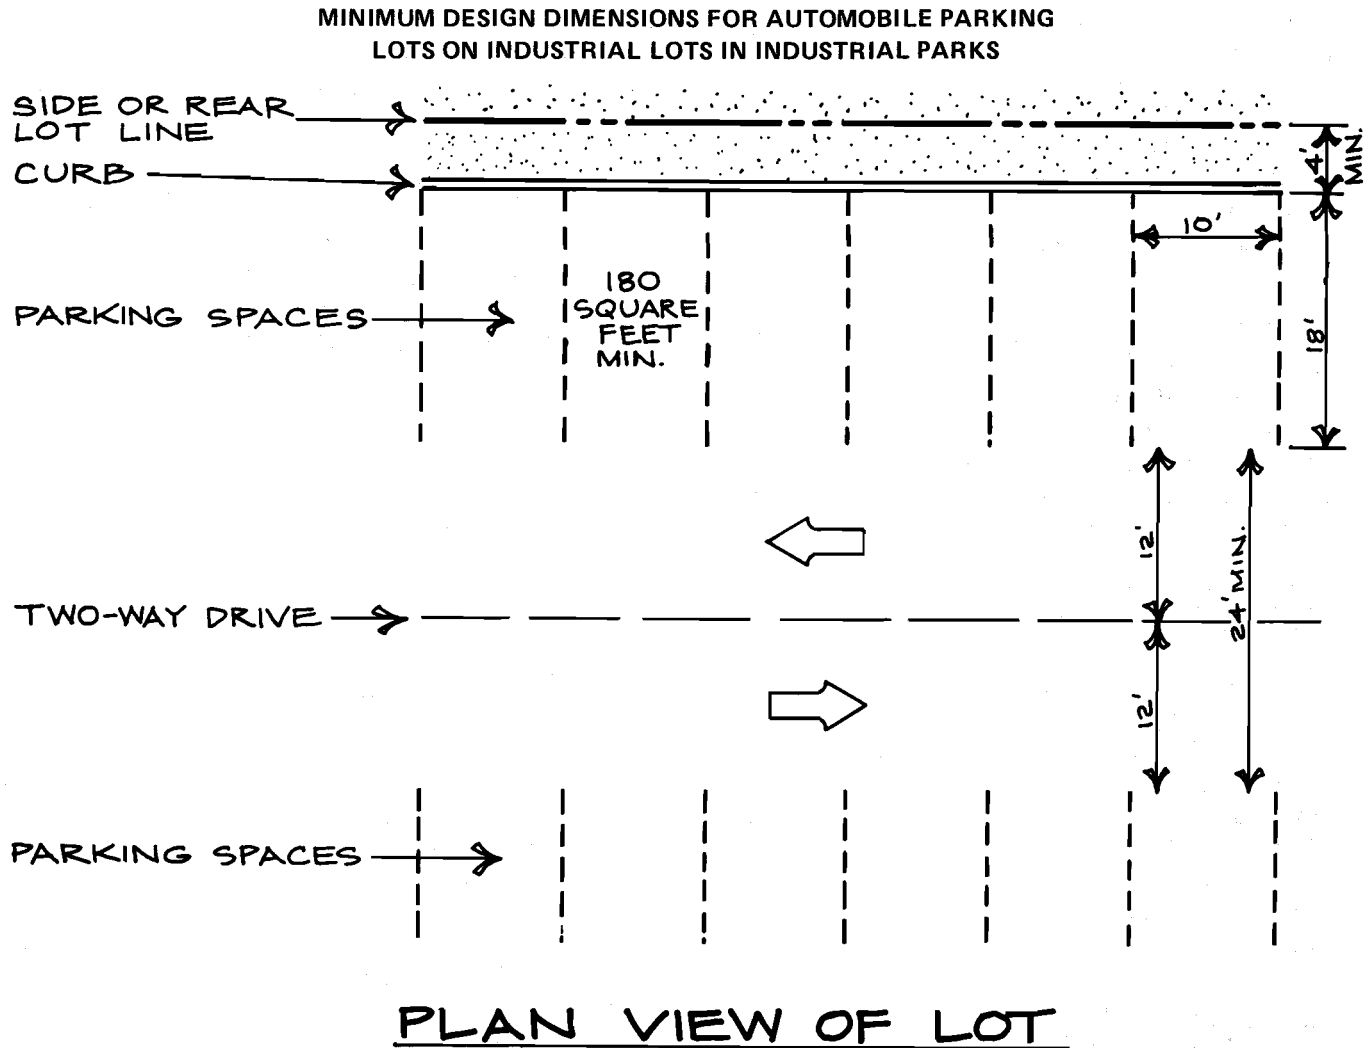 MINIMUM DESIGN DIMENSIONS FOR AUTOMOBILE PARKING
LOTS ON INDUSTRIAL LOTS IN INDUSTRIAL PARKS
SIDE OR REAR
LOT LINE
CURB
4'
MIN.
10'
180
SQUARE
FEET
MIN.
PARKING SPACES
18'
12'
24' MIN.
TWO-WAY DRIVE
12'
PARKING SPACES
PLAN VIEW OF LOT